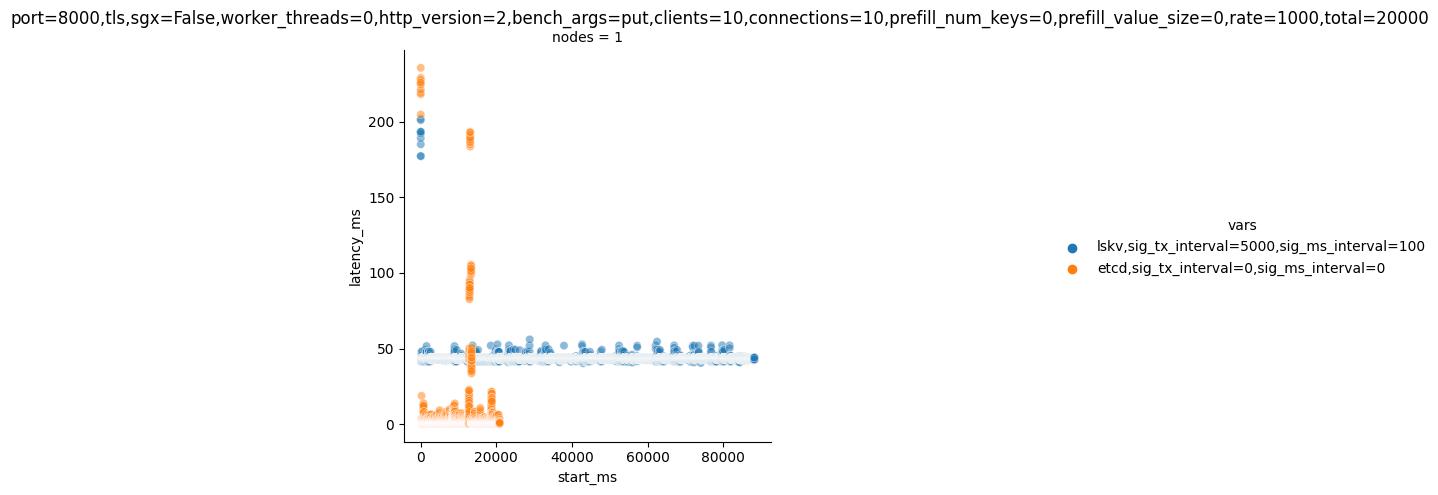 port=8000,tls,sgx=False,worker_threads=0,http_version=2,bench_args=put,clients=10,connections=10,prefill_num_keys=0,prefill_value_size=0,rate=1000,total=20000
nodes = 1
200
150
100
50
0
latency_ms
0 20000 40000 60000 80000
start_ms
vars
lskv,sig_tx_interval=5000,sig_ms_interval=100
etcd,sig_tx_interval=0,sig_ms_interval=0